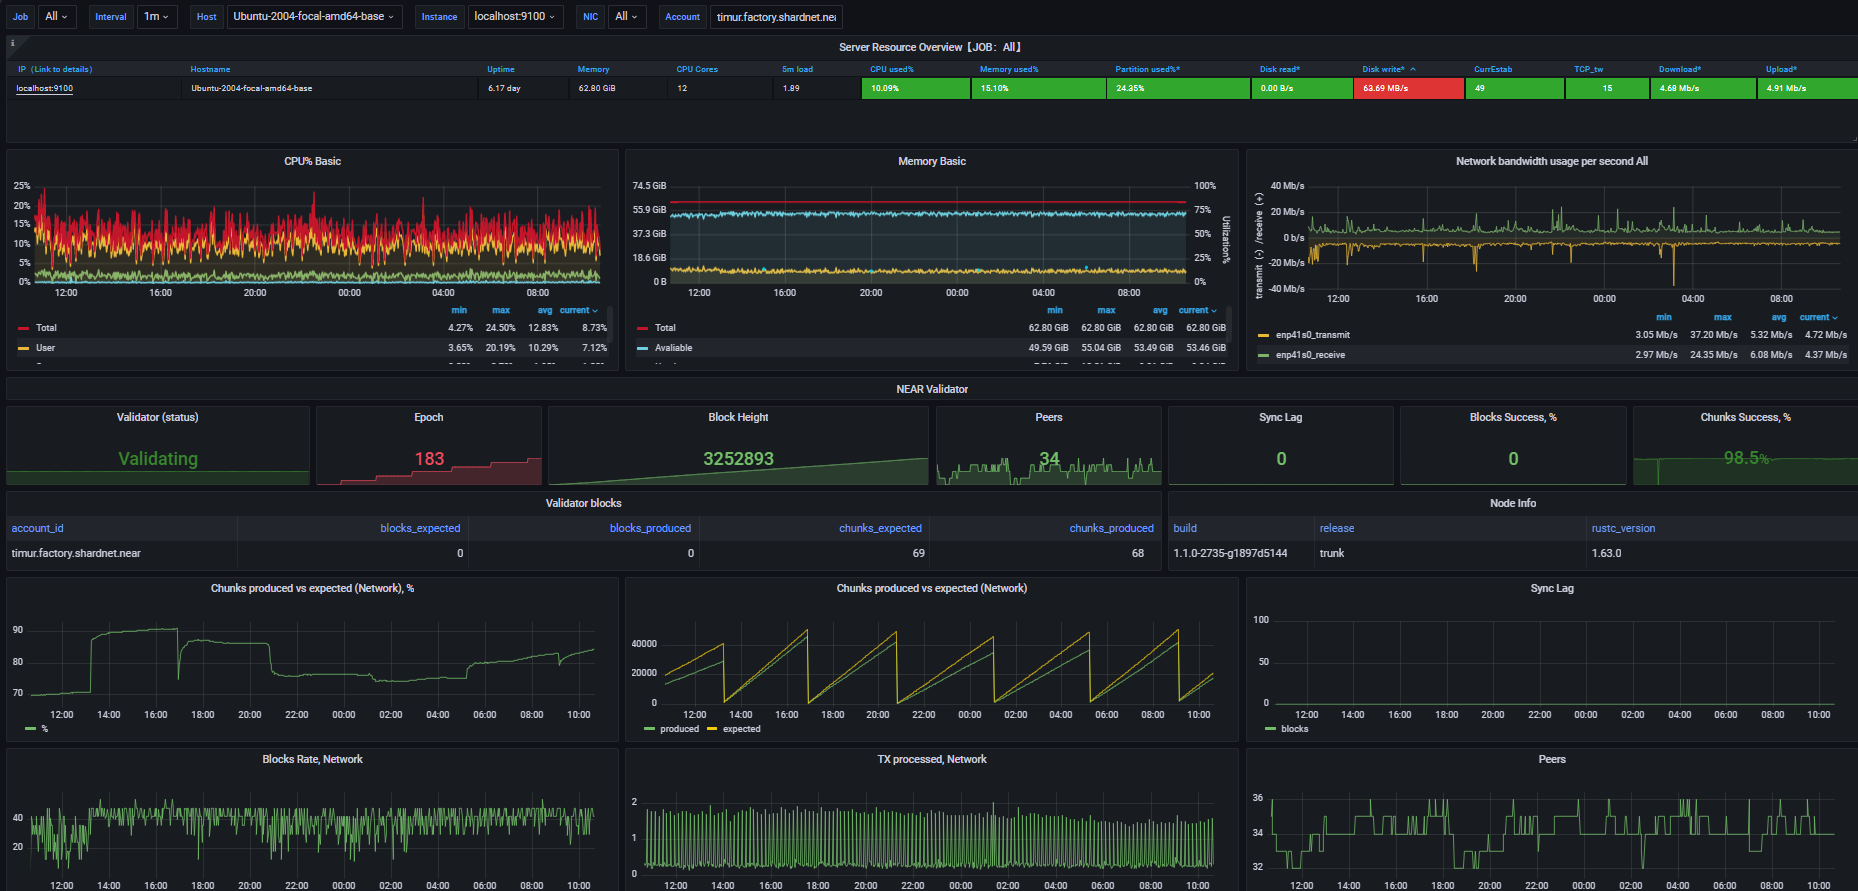 Job All Interval 1m Host Ubuntu-2004-focal-amd64-base Instance localhost:9100 NIC All Account timur.factory.shardnet.nea
Server Resource Overview【JOB：All】
IP（Link to details） Hostname Uptime Memory CPU Cores 5m load CPU used% Memory used% Partition used%* Disk read* Disk write* CurrEstab TCP_tw Download* Upload*
localhost:9100 Ubuntu-2004-focal-amd64-base 6.17 day 62.80 GiB 12 1.89 10.09% 15.10% 24.35% 0.00 B/s 63.69 MB/s 49 15 4.68 Mb/s 4.91 Mb/s
CPU% Basic
25%
20%
15%
10%
5%
0%
12:00 16:00 20:00 00:00 04:00 08:00
min max avg current
Total 4.27% 24.50% 12.83% 8.73%
User 3.65% 20.19% 10.29% 7.12%
Memory Basic
74.5 GiB 100%
55.9 GiB 75%
37.3 GiB 50%
18.6 GiB 25%
0 B 0%
Utilization%
12:00 16:00 20:00 00:00 04:00 08:00
min max avg current
Total 62.80 GiB 62.80 GiB 62.80 GiB 62.80 GiB
Avaliable 49.59 GiB 55.04 GiB 53.49 GiB 53.46 GiB
Network bandwidth usage per second All
transmit（-）/receive（+）
40 Mb/s
20 Mb/s
0 b/s
-20 Mb/s
-40 Mb/s
12:00 16:00 20:00 00:00 04:00 08:00
min max avg current
enp41s0_transmit 3.05 Mb/s 37.20 Mb/s 5.32 Mb/s 4.72 Mb/s
enp41s0_receive 2.97 Mb/s 24.35 Mb/s 6.08 Mb/s 4.37 Mb/s
NEAR Validator
Validator (status)
Validating
Epoch
183
Block Height
3252893
Peers
34
Sync Lag
0
Blocks Success, %
0
Chunks Success, %
98.5%
Validator blocks
account_id blocks_expected blocks_produced chunks_expected chunks_produced
timur.factory.shardnet.near 0 0 69 68
Node Info
build release rustc_version
1.1.0-2735-g1897d5144 trunk 1.63.0
Chunks produced vs expected (Network), %
90
80
70
12:00 14:00 16:00 18:00 20:00 22:00 00:00 02:00 04:00 06:00 08:00 10:00
%
Chunks produced vs expected (Network)
40000
20000
0
12:00 14:00 16:00 18:00 20:00 22:00 00:00 02:00 04:00 06:00 08:00 10:00
produced expected
Sync Lag
100
50
0
12:00 14:00 16:00 18:00 20:00 22:00 00:00 02:00 04:00 06:00 08:00 10:00
blocks
Blocks Rate, Network
40
20
12:00 14:00 16:00 18:00 20:00 22:00 00:00 02:00 04:00 06:00 08:00 10:00
TX processed, Network
2
1
0
12:00 14:00 16:00 18:00 20:00 22:00 00:00 02:00 04:00 06:00 08:00 10:00
Peers
36
34
32
12:00 14:00 16:00 18:00 20:00 22:00 00:00 02:00 04:00 06:00 08:00 10:00